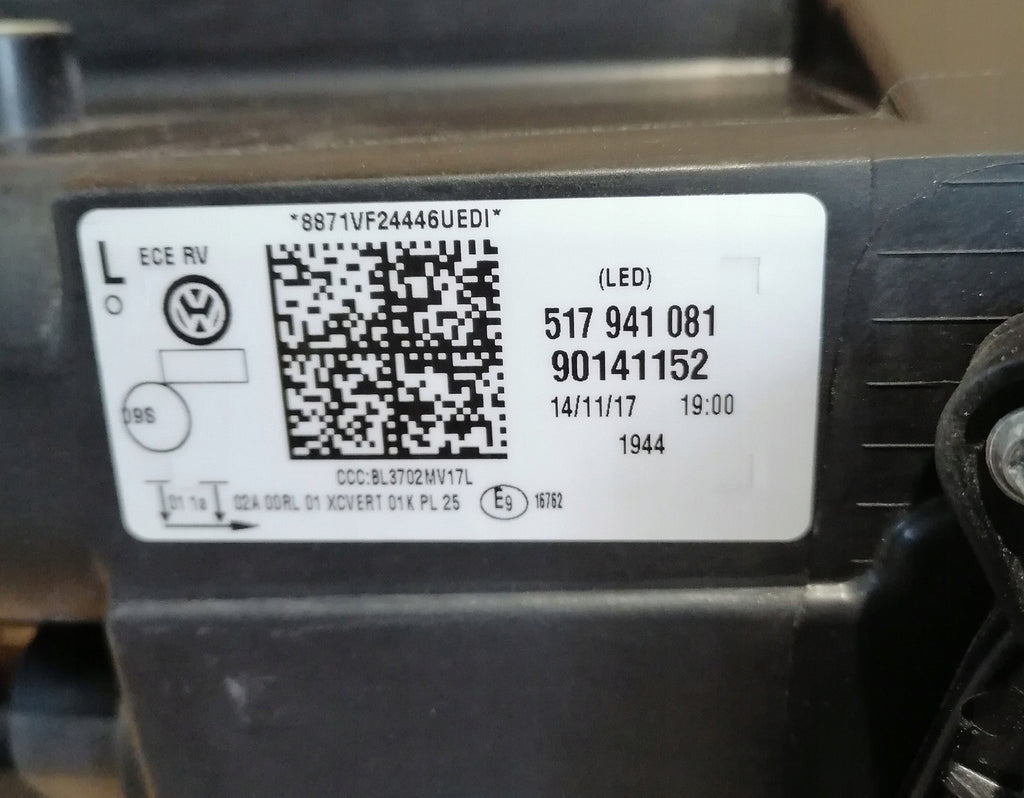 *8871VF24446UEDI*
L
ECE RV
(LED)
517 941 081
90141152
14/11/17 19:00
1944
09S
CCC:BL3702MV17L
01 1a 02A 00RL 01 XCVERT 01K PL 25 E9 16762